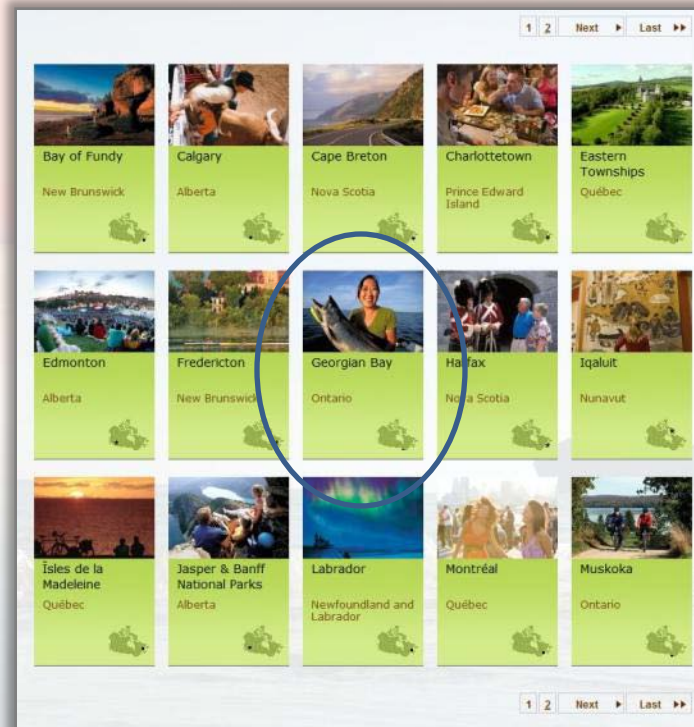 1 2 Next Last
Bay of Fundy
New Brunswick
Calgary
Alberta
Cape Breton
Nova Scotia
Charlottetown
Prince Edward
Island
Eastern
Townships
Québec
Edmonton
Alberta
Fredericton
New Brunswick
Georgian Bay
Ontario
Halifax
Nova Scotia
Iqaluit
Nunavut
Îsles de la
Madeleine
Québec
Jasper & Banff
National Parks
Alberta
Labrador
Newfoundland and
Labrador
Montréal
Québec
Muskoka
Ontario
1 2 Next Last